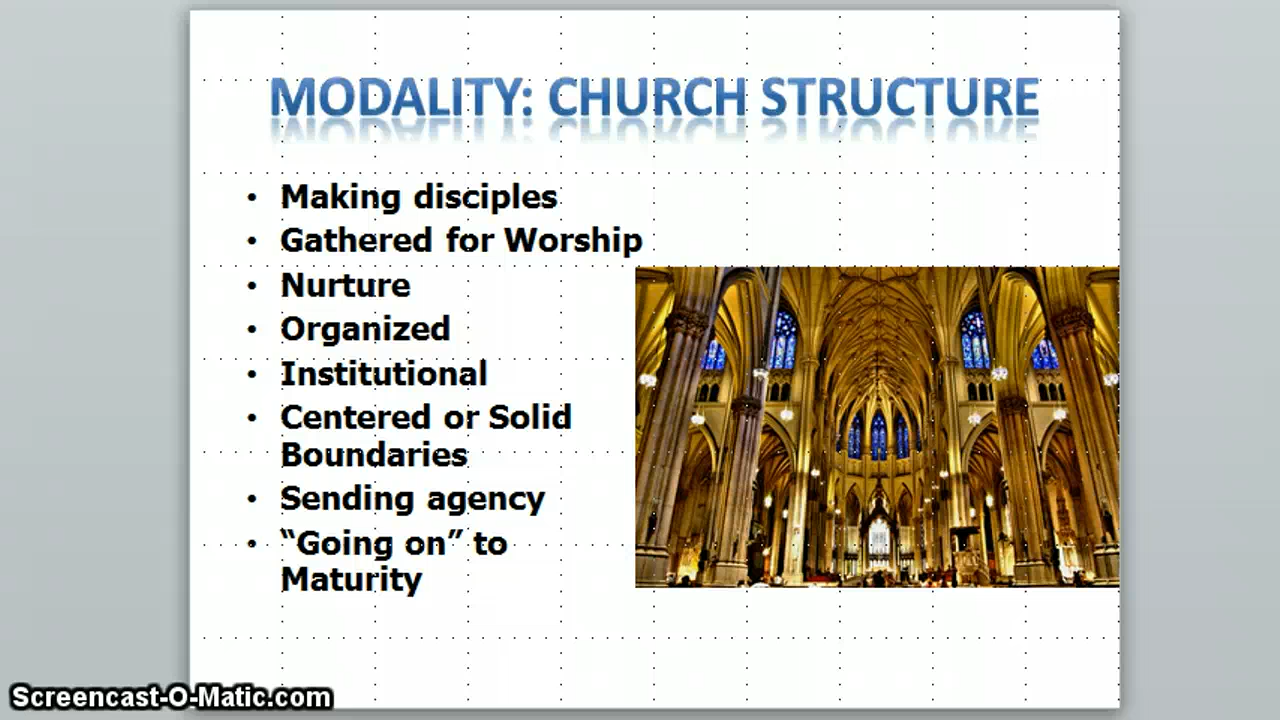 MODALITY: CHURCH STRUCTURE
• Making disciples
• Gathered for Worship
• Nurture
• Organized
• Institutional
• Centered or Solid
Boundaries
• Sending agency
• “Going on” to
Maturity
Screencast-O-Matic.com